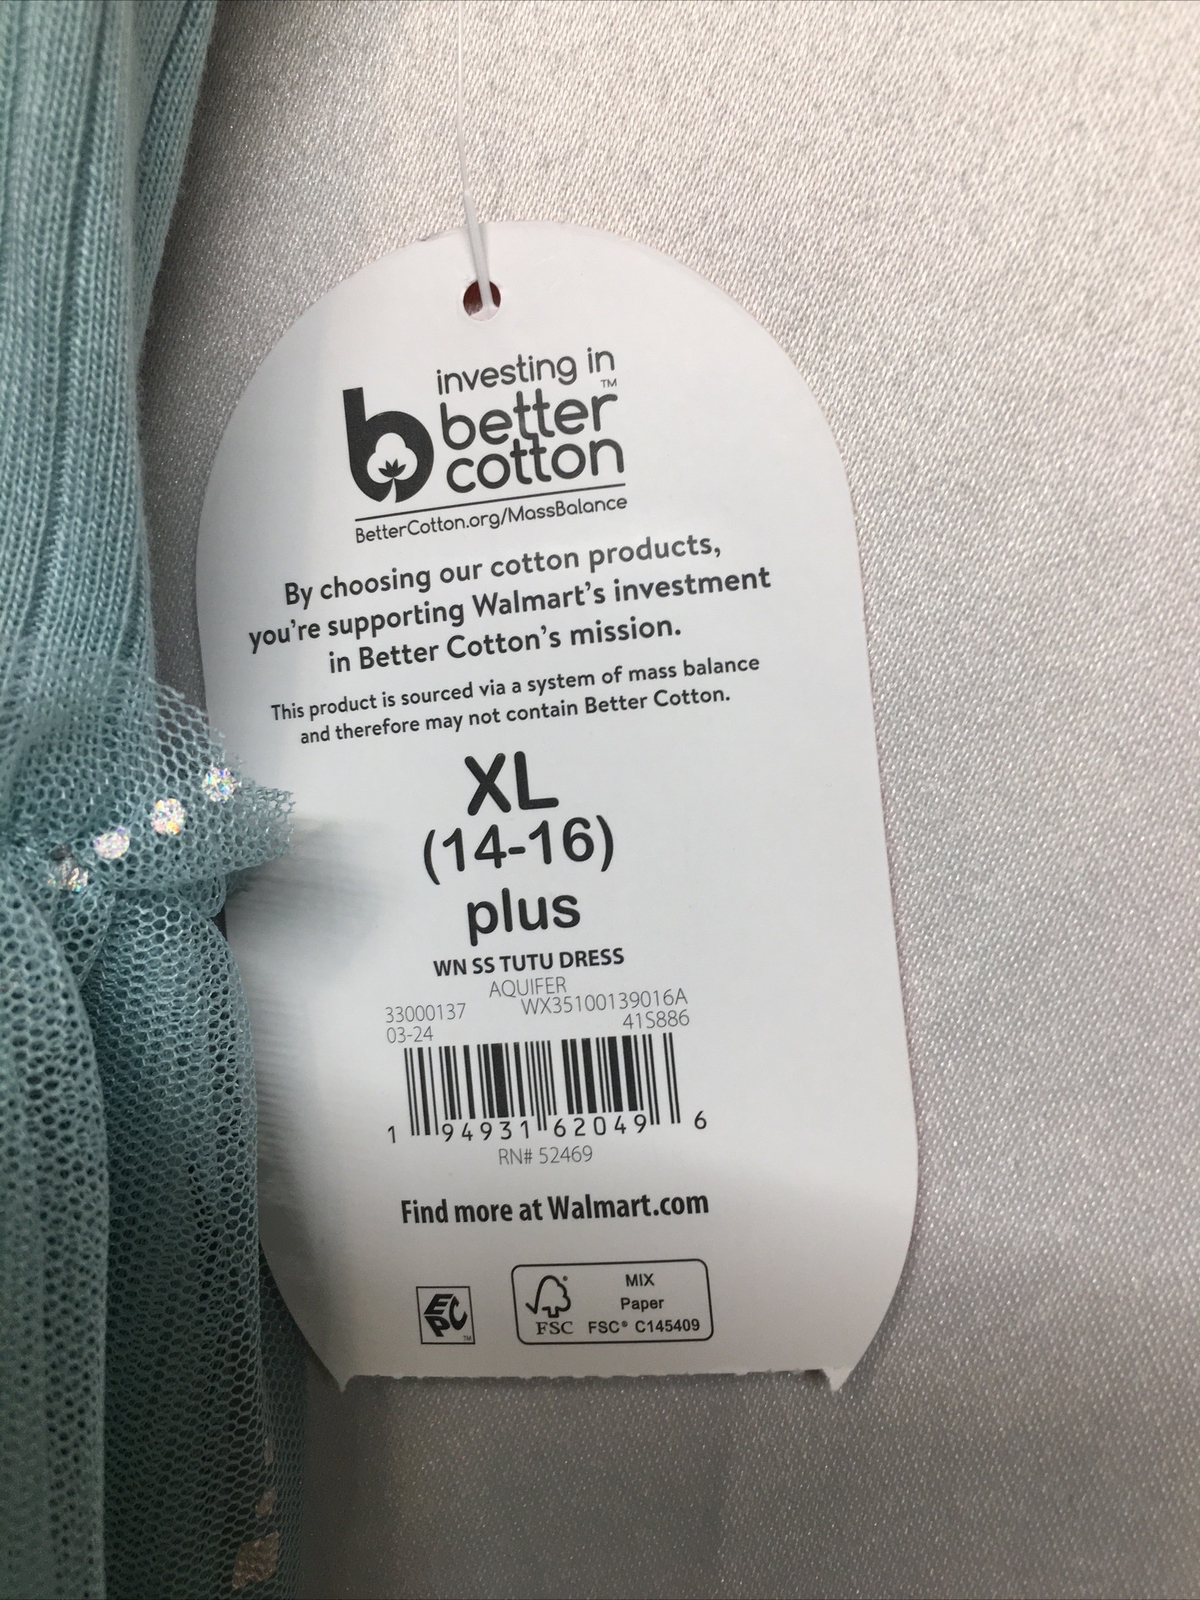 investing in
better™
cotton
BetterCotton.org/MassBalance
By choosing our cotton products,
you're supporting Walmart's investment
in Better Cotton's mission.
This product is sourced via a system of mass balance
and therefore may not contain Better Cotton.
XL
(14-16)
plus
WN SS TUTU DRESS
AQUIFER
33000137 WX35100139016A
03-24 41S886
1 94931 62049 6
RN# 52469
Find more at Walmart.com
EPC™
MIX
Paper
FSC FSC® C145409